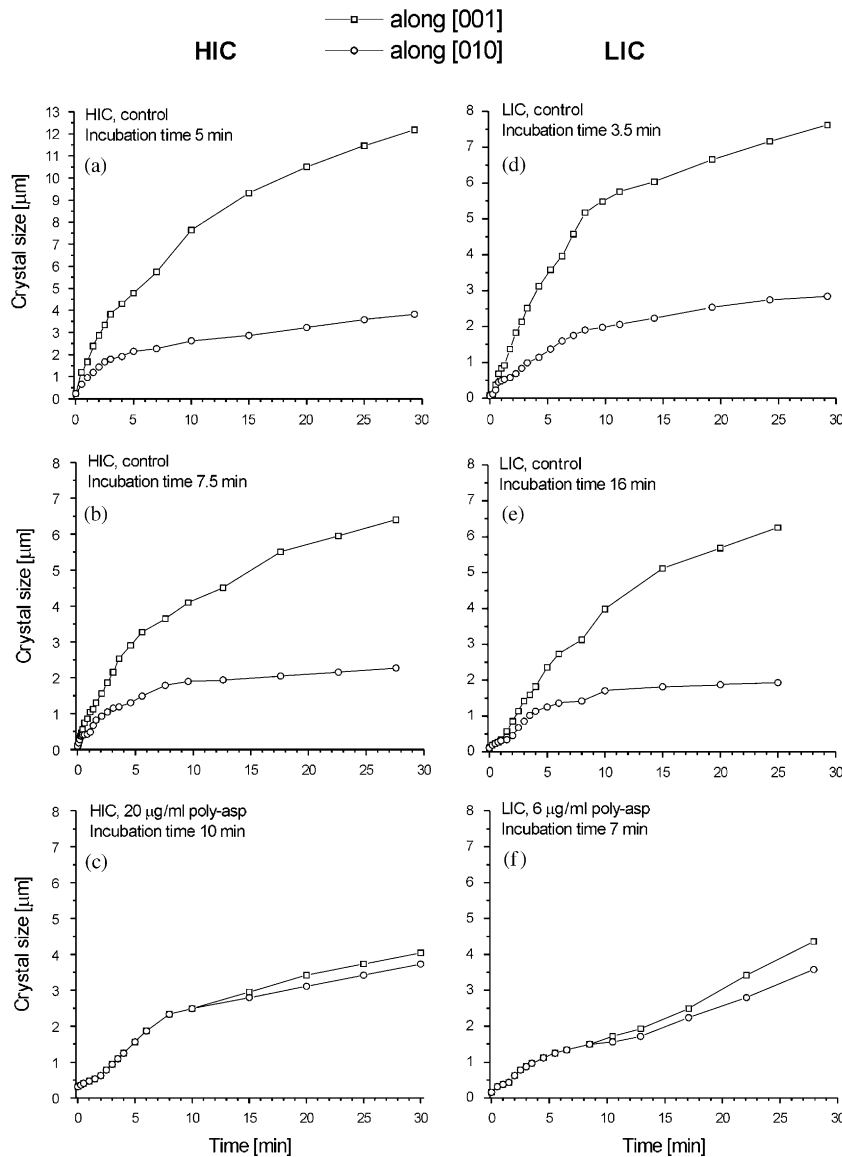 along [001]
along [010]
HIC
LIC
HIC, control
Incubation time 5 min
(a)
Crystal size [µm]
13
12
11
10
9
8
7
6
5
4
3
2
1
0
0 5 10 15 20 25 30
LIC, control
Incubation time 3.5 min
(d)
8
7
6
5
4
3
2
1
0
0 5 10 15 20 25 30
HIC, control
Incubation time 7.5 min
(b)
Crystal size [µm]
8
7
6
5
4
3
2
1
0
0 5 10 15 20 25 30
LIC, control
Incubation time 16 min
(e)
8
7
6
5
4
3
2
1
0
0 5 10 15 20 25 30
HIC, 20 µg/ml poly-asp
Incubation time 10 min
(c)
Crystal size [µm]
8
7
6
5
4
3
2
1
0
0 5 10 15 20 25 30
Time [min]
LIC, 6 µg/ml poly-asp
Incubation time 7 min
(f)
8
7
6
5
4
3
2
1
0
0 5 10 15 20 25 30
Time [min]